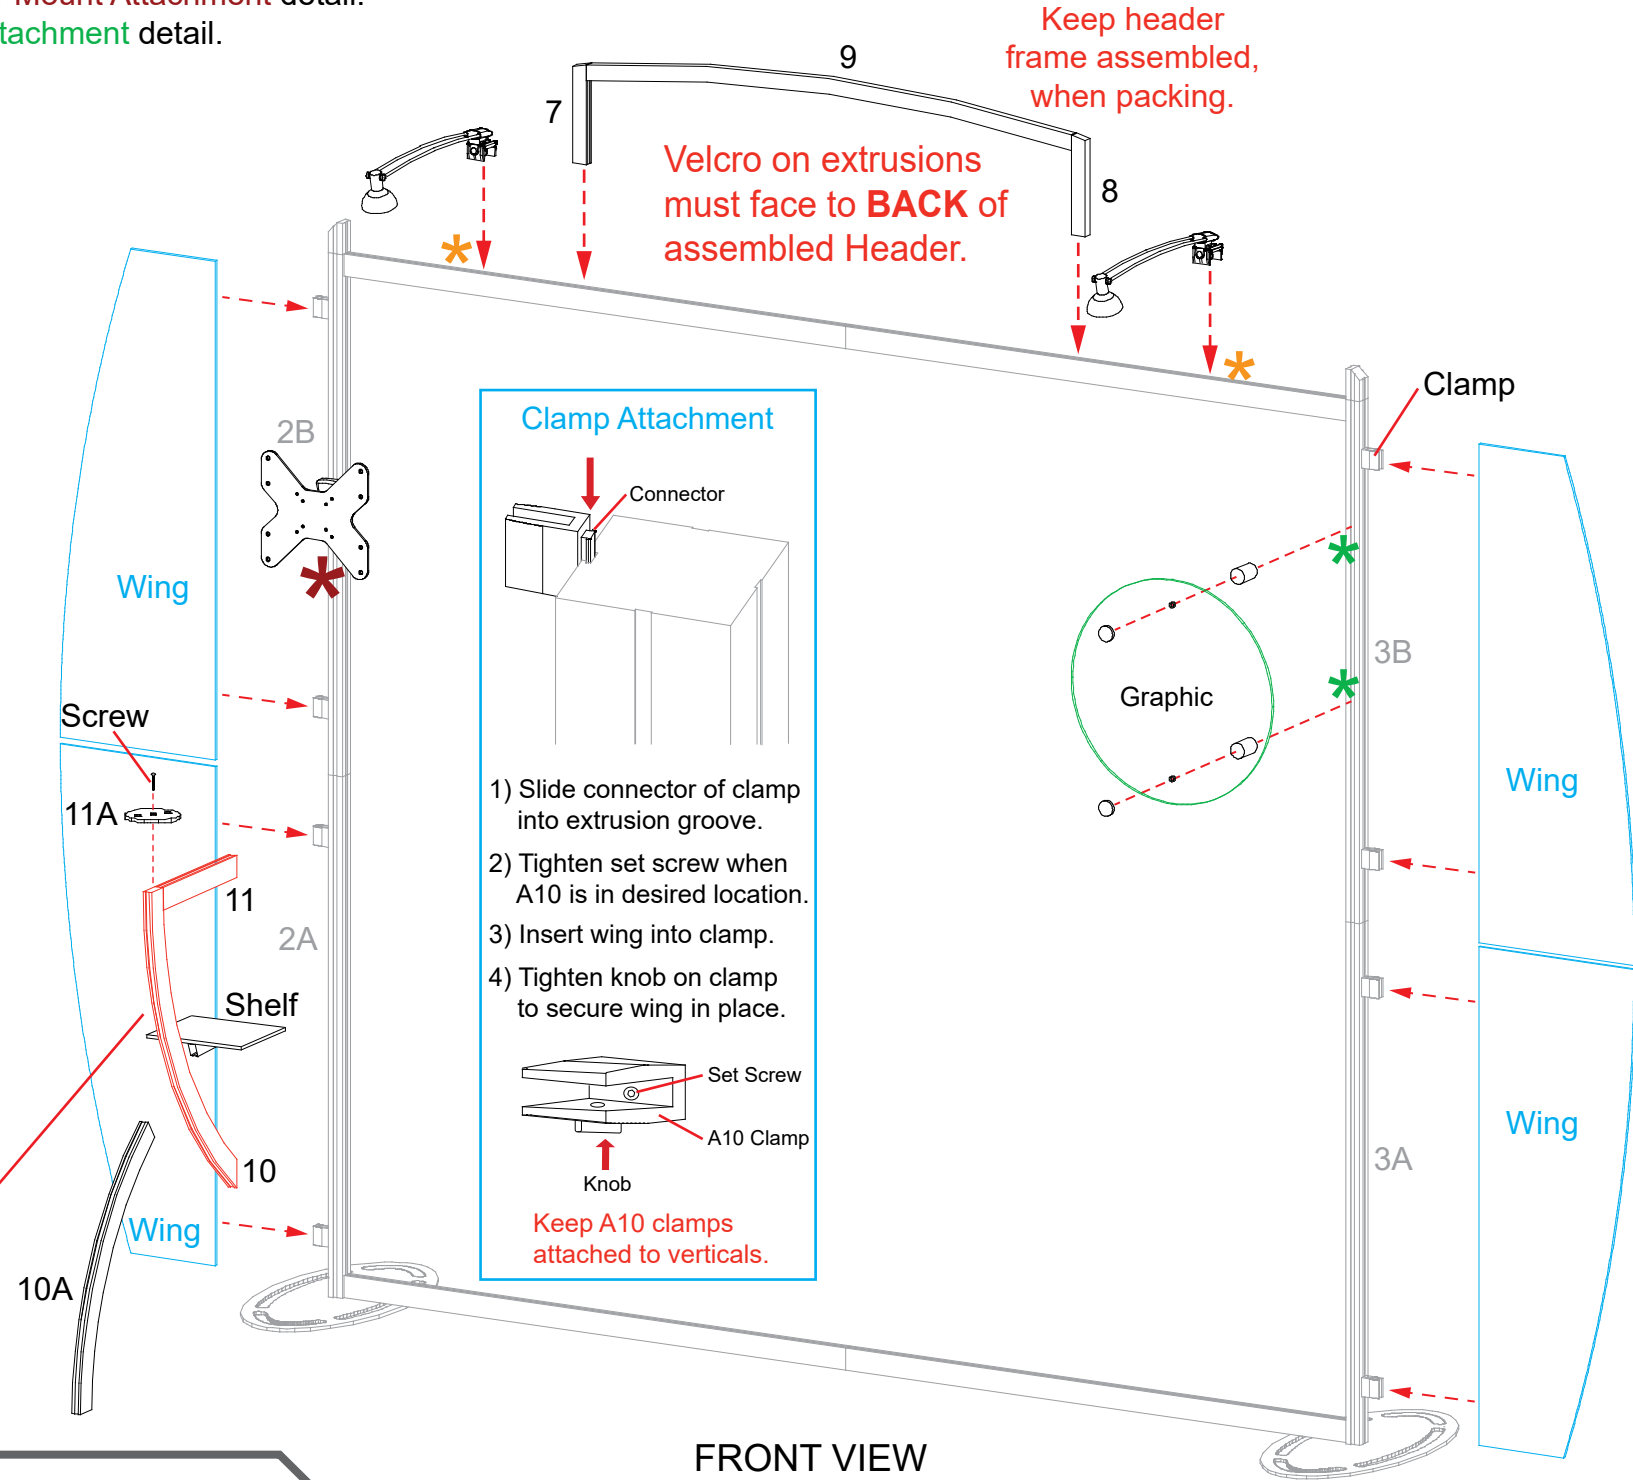 Mount Attachment detail.
tachment detail.
Keep header
frame assembled,
when packing.
9
7
8
Velcro on extrusions
must face to BACK of
assembled Header.
*
*
Clamp
2B
Wing
*
Clamp Attachment
Connector
1) Slide connector of clamp
into extrusion groove.
2) Tighten set screw when
A10 is in desired location.
3) Insert wing into clamp.
4) Tighten knob on clamp
to secure wing in place.
Set Screw
A10 Clamp
Knob
Keep A10 clamps
attached to verticals.
*
*
Graphic
3B
Wing
Screw
11A
11
2A
Shelf
10
Wing
10A
3A
Wing
FRONT VIEW